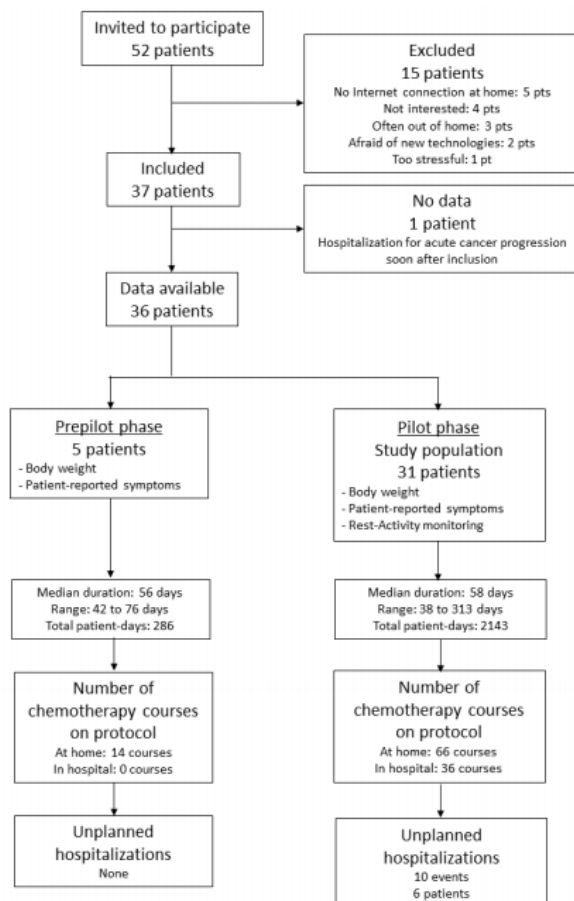 Invited to participate
52 patients
Excluded
15 patients
No Internet connection at home: 5 pts
Not interested: 4 pts
Often out of home: 3 pts
Afraid of new technologies: 2 pts
Too stressful: 1 pt
Included
37 patients
No data
1 patient
Hospitalization for acute cancer progression
soon after inclusion
Data available
36 patients
Prepilot phase
5 patients
- Body weight
- Patient-reported symptoms
Pilot phase
Study population
31 patients
- Body weight
- Patient-reported symptoms
- Rest-Activity monitoring
Median duration: 56 days
Range: 42 to 76 days
Total patient-days: 286
Median duration: 58 days
Range: 38 to 313 days
Total patient-days: 2143
Number of
chemotherapy courses
on protocol
At home: 14 courses
In hospital: 0 courses
Number of
chemotherapy courses
on protocol
At home: 66 courses
In hospital: 36 courses
Unplanned
hospitalizations
None
Unplanned
hospitalizations
10 events
6 patients